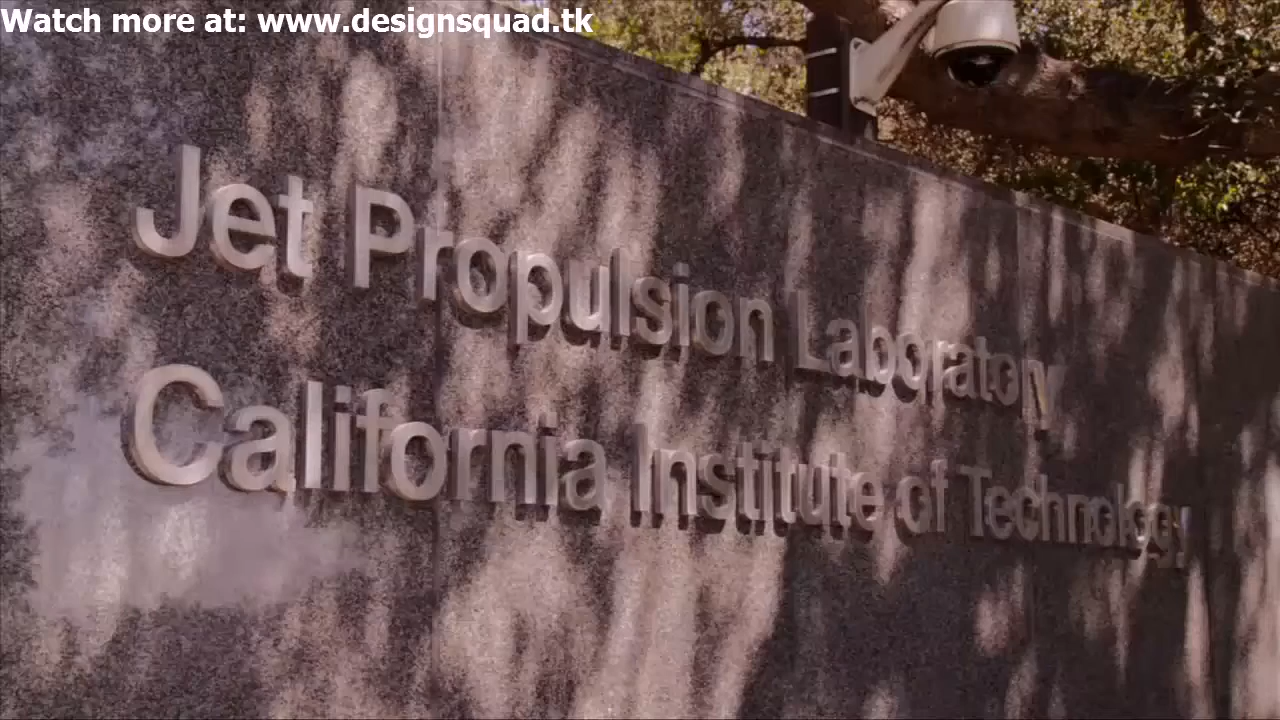 Watch more at: www.designsquad.tk
Jet Propulsion Laboratory
California Institute of Technology